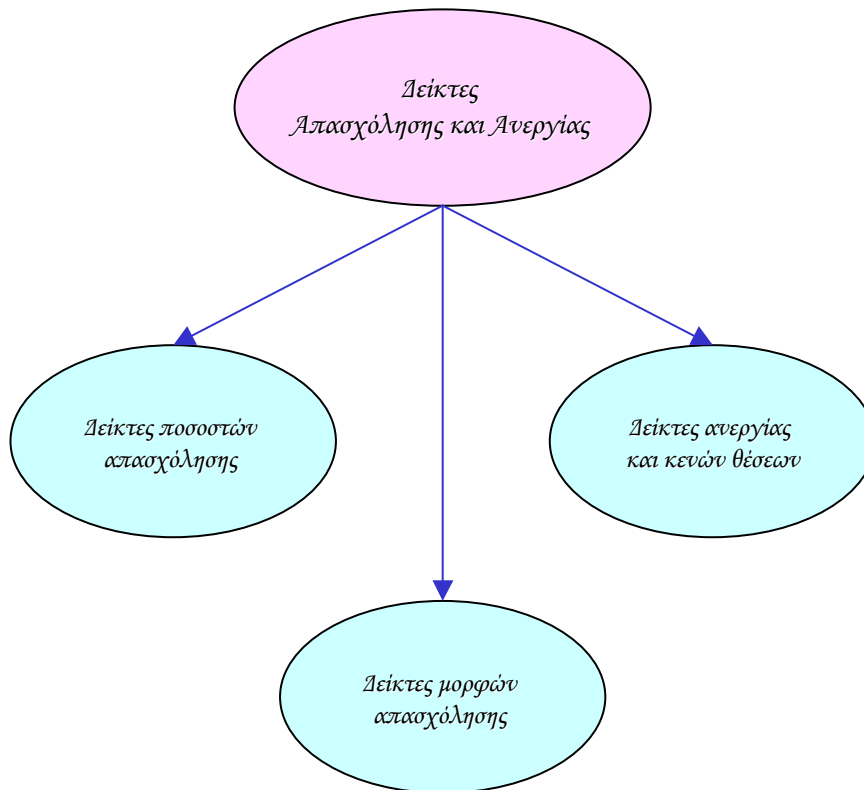 Δείκτες
Απασχόλησης και Ανεργίας
Δείκτες ποσοστών
απασχόλησης
Δείκτες ανεργίας
και κενών θέσεων
Δείκτες μορφών
απασχόλησης